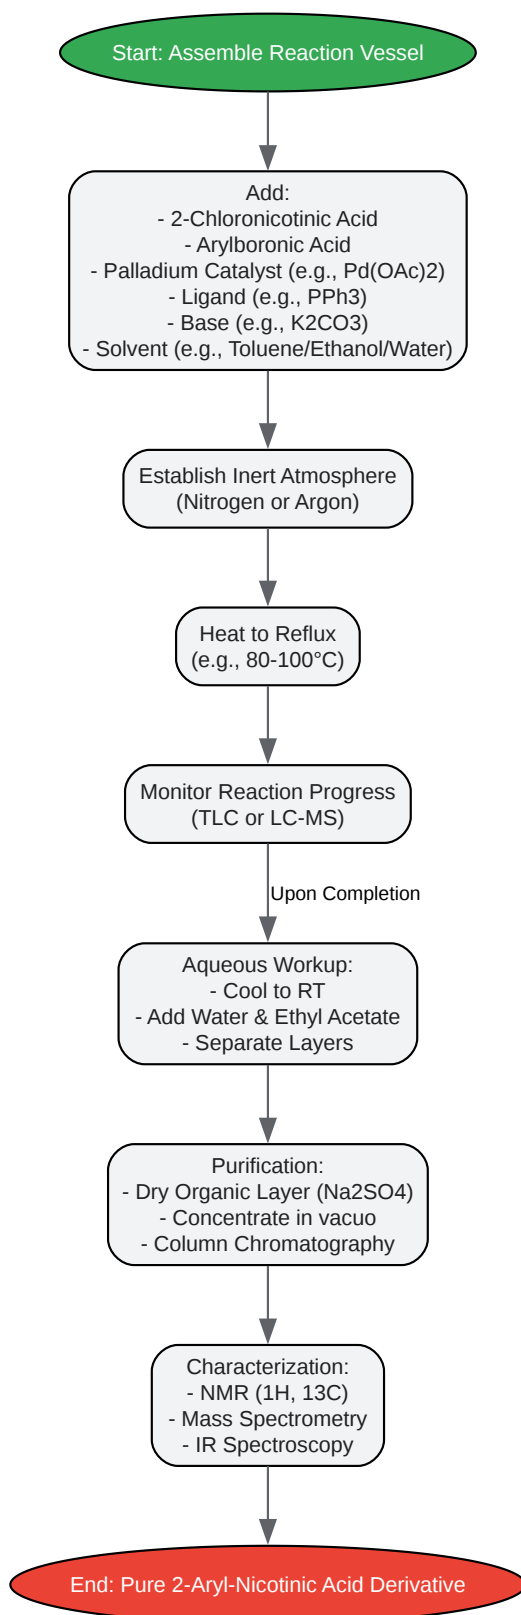 Start: Assemble Reaction Vessel
Add:
- 2-Chloronicotinic Acid
- Arylboronic Acid
- Palladium Catalyst (e.g., Pd(OAc)2)
- Ligand (e.g., PPh3)
- Base (e.g., K2CO3)
- Solvent (e.g., Toluene/Ethanol/Water)
Establish Inert Atmosphere
(Nitrogen or Argon)
Heat to Reflux
(e.g., 80-100°C)
Monitor Reaction Progress
(TLC or LC-MS)
Upon Completion
Aqueous Workup:
- Cool to RT
- Add Water & Ethyl Acetate
- Separate Layers
Purification:
- Dry Organic Layer (Na2SO4)
- Concentrate in vacuo
- Column Chromatography
Characterization:
- NMR (1H, 13C)
- Mass Spectrometry
- IR Spectroscopy
End: Pure 2-Aryl-Nicotinic Acid Derivative